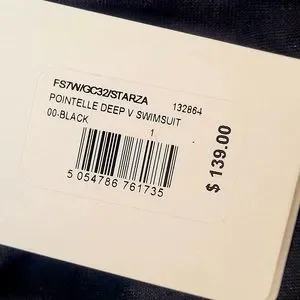 FS7W/GC32/STARZA 132864
POINTELLE DEEP V SWIMSUIT
00-BLACK 1
5 054786 761735
$ 139.00